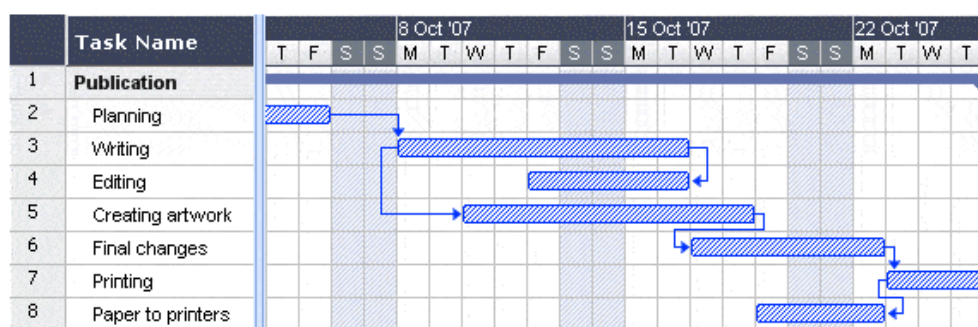 8 Oct '07 15 Oct '07 22 Oct '07
Task Name
T F S S M T W T F S S M T W T F S S M T W T
1 Publication
2 Planning
3 Writing
4 Editing
5 Creating artwork
6 Final changes
7 Printing
8 Paper to printers